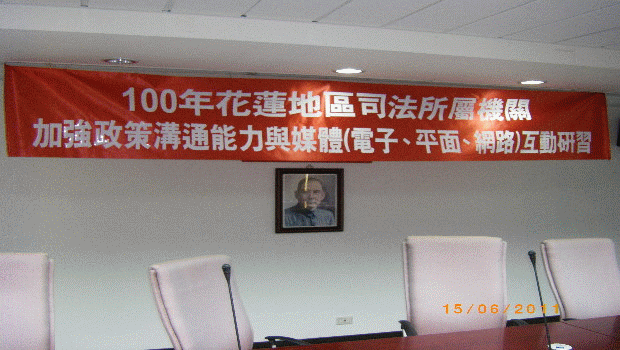 100年花蓮地區司法所屬機關
加強政策溝通能力與媒體(電子、平面、網路)互動研習
15/06/2011